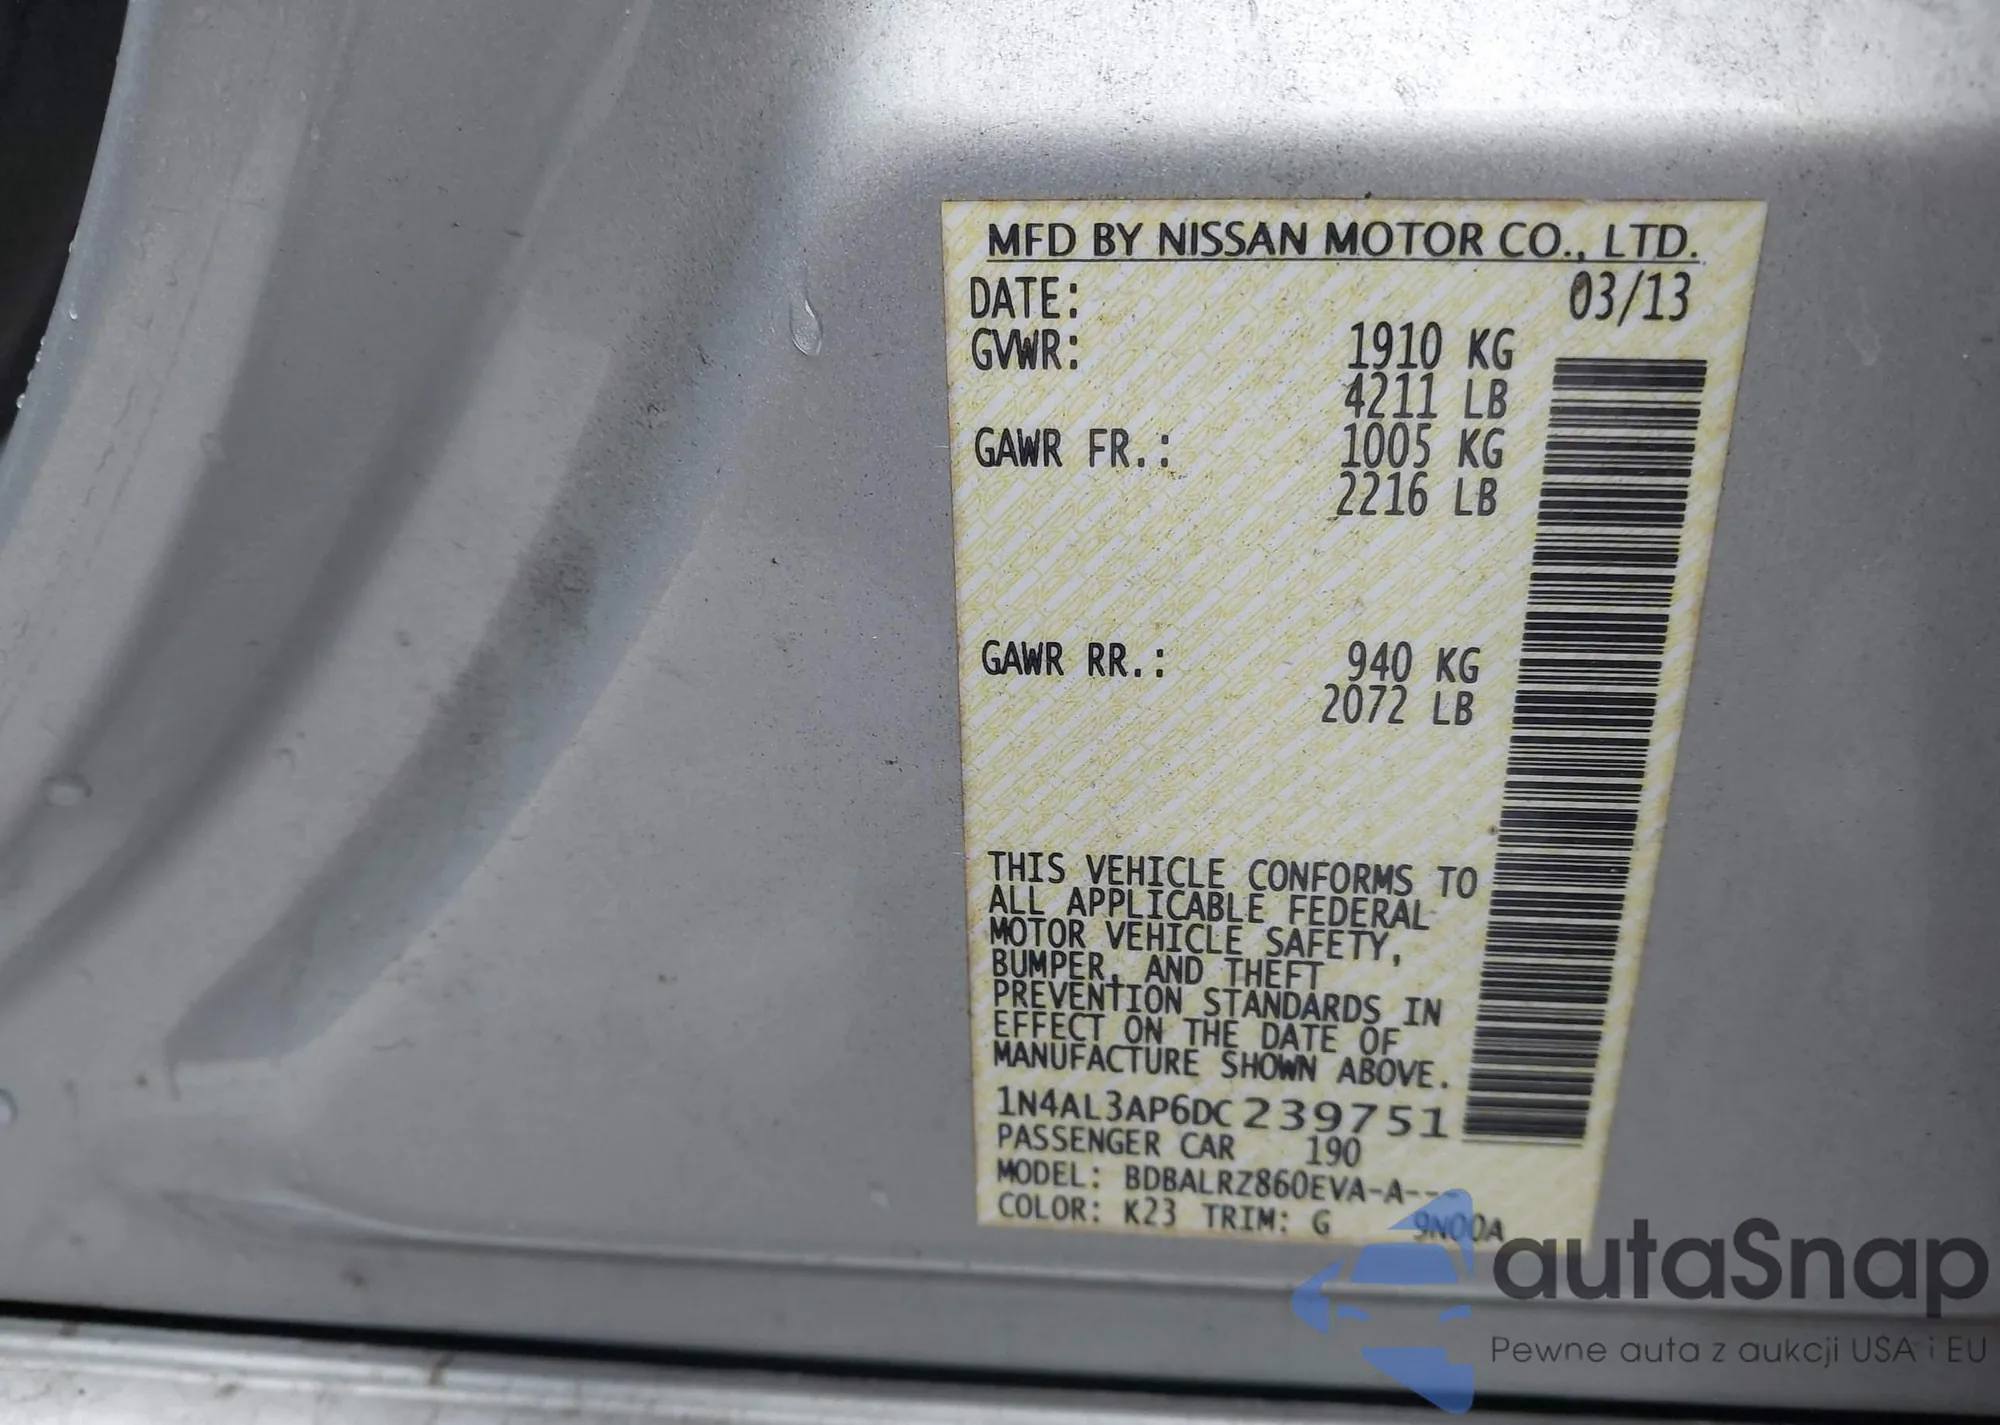 MFD BY NISSAN MOTOR CO., LTD.
DATE: 03/13
GVWR: 1910 KG
4211 LB
GAWR FR.: 1005 KG
2216 LB
GAWR RR.: 940 KG
2072 LB
THIS VEHICLE CONFORMS TO
ALL APPLICABLE FEDERAL
MOTOR VEHICLE SAFETY,
BUMPER, AND THEFT
PREVENTION STANDARDS IN
EFFECT ON THE DATE OF
MANUFACTURE SHOWN ABOVE.
1N4AL3AP6DC239751
PASSENGER CAR 190
MODEL: BDBALRZ860EVA-A---
COLOR: K23 TRIM: G 9N00A
autaSnap
Pewne auta z aukcji USA i EU